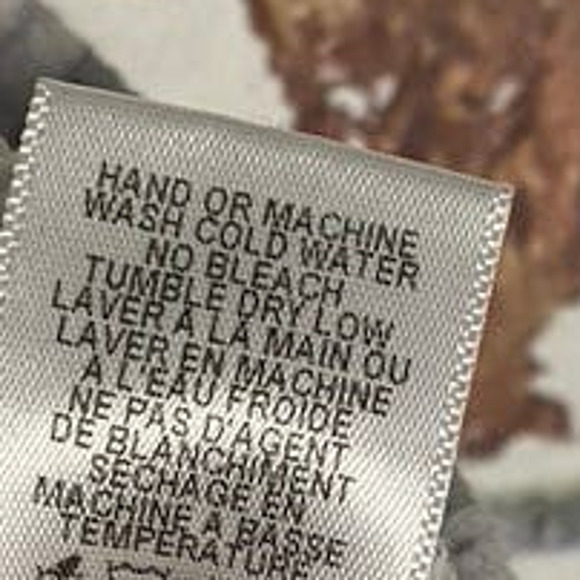 HAND OR MACHINE
WASH COLD WATER
NO BLEACH
TUMBLE DRY LOW
LAVER A LA MAIN OU
LAVER EN MACHINE
A L'EAU FROIDE
NE PAS D'AGENT
DE BLANCHIMENT
SECHAGE EN
MACHINE A BASSE
TEMPERATURE